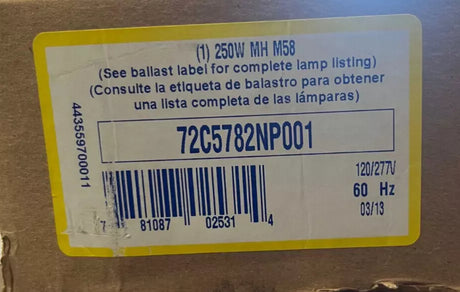 (1) 250W MH M58
(See ballast label for complete lamp listing)
(Consulte la etiqueta de balastro para obtener
una lista completa de las lámparas)
443559700011
72C5782NP001
120/277V
60 Hz
03/13
7 81087 02531 4